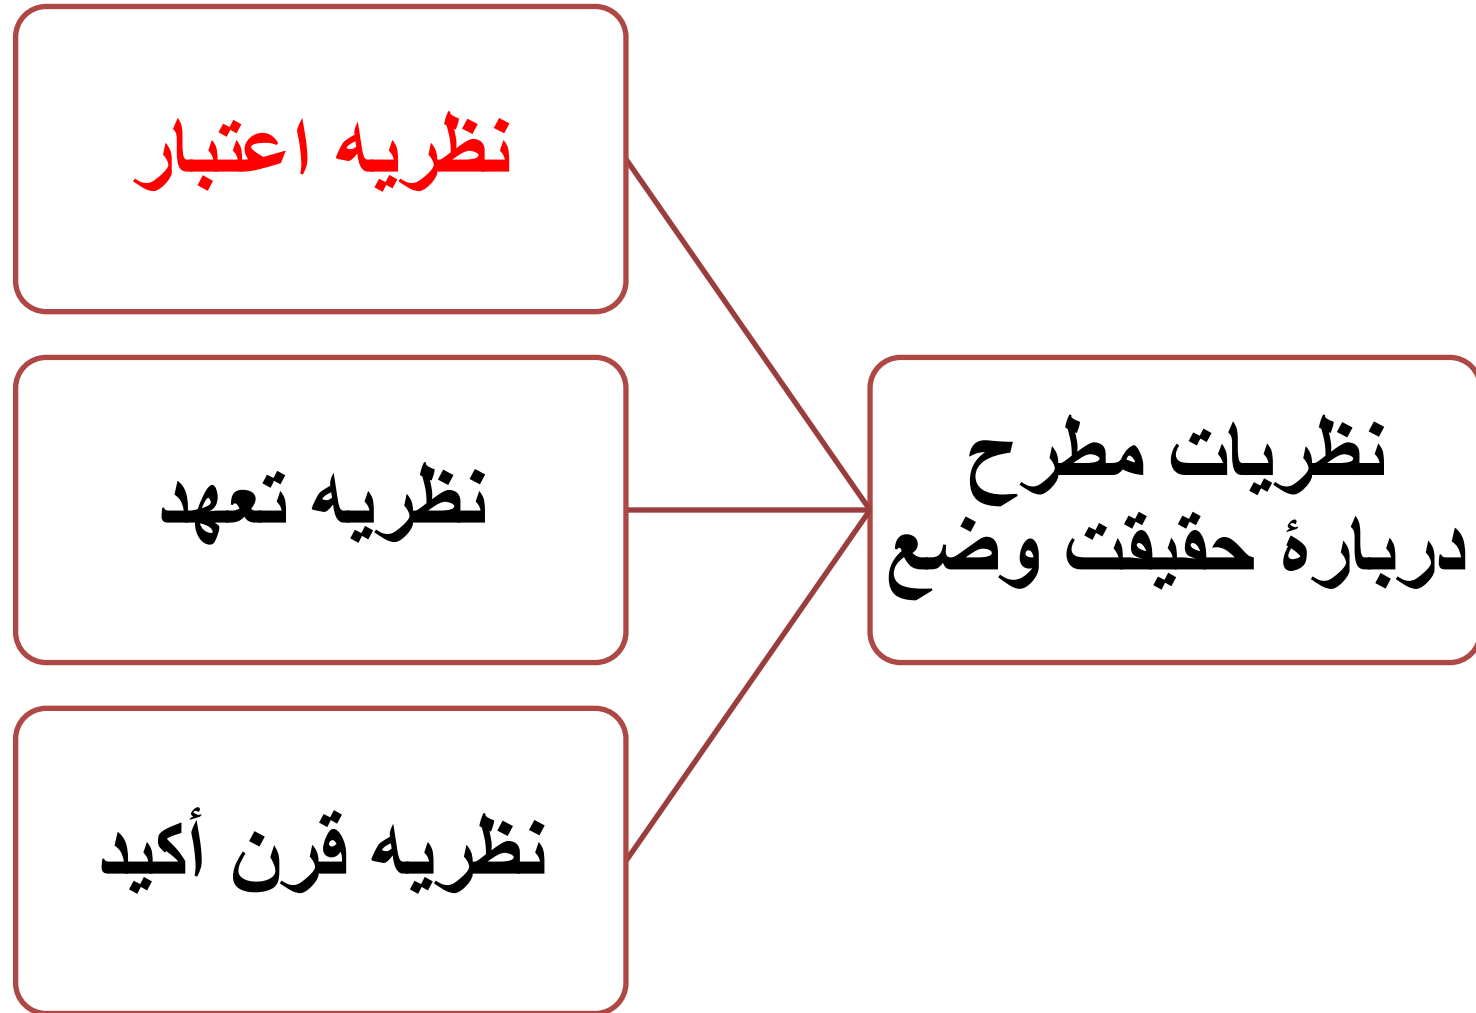 نظریات مطرح
دربارۀ حقیقت وضع
نظریه اعتبار
نظریه تعهد
نظریه قرن أکید